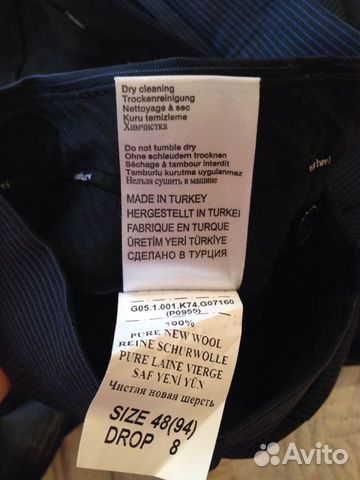 Dry cleaning
Trockenreinigung
Nettoyage à sec
Kuru temizleme
Химчистка
Do not tumble dry
Ohne schleudern trocknen
Séchage à tambour interdit
Tamburlu kurutma uygulanmaz
Нельзя сушить в машине
MADE IN TURKEY
HERGESTELLT IN TURKEI
FABRIQUE EN TURQUE
ÜRETİM YERİ TÜRKİYE
СДЕЛАНО В ТУРЦИЯ
G05.1.001.K74.G07160
(P0955)
100%
PURE NEW WOOL
REINE SCHURWOLLE
PURE LAINE VIERGE
SAF YENİ YÜN
Чистая новая шерсть
SIZE 48(94)
DROP 8
Avito